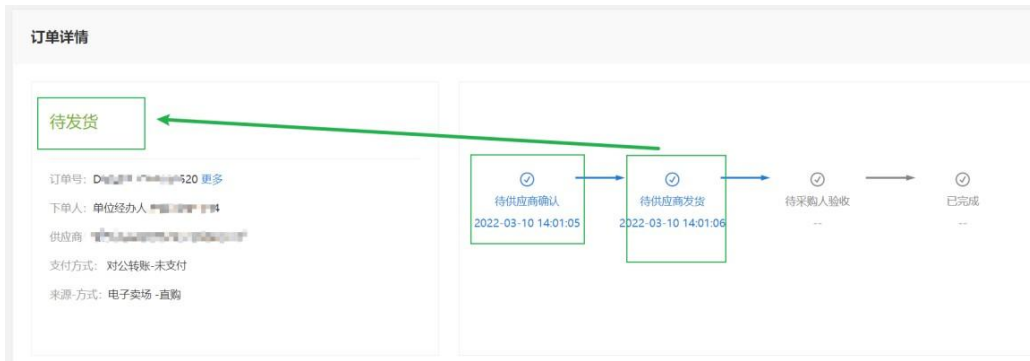 订单详情
待发货
订单号: 520 更多
下单人: 单位经办人
供应商
支付方式: 对公转账-未支付
来源-方式: 电子卖场 -直购
待供应商确认
2022-03-10 14:01:05
待供应商发货
2022-03-10 14:01:06
待采购人验收
--
已完成
--